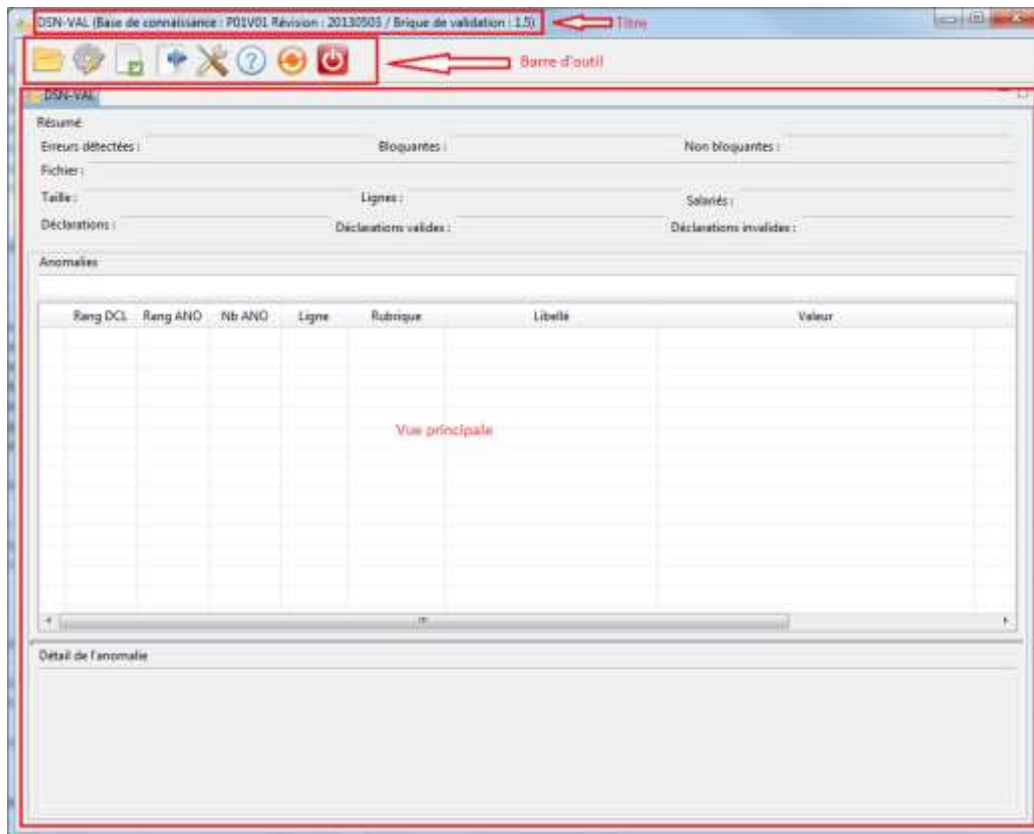 DSN-VAL (Base de connaissance : P01V01 Révision : 20130503 / Brique de validation : 1.5)
Titre
Barre d'outil
DSN-VAL
Résumé
Erreurs détectées : Bloquantes : Non bloquantes :
Fichier :
Taille : Lignes : Salariés :
Déclarations : Déclarations valides : Déclarations invalides :
Anomalies
Rang DCL Rang ANO Nb ANO Ligne Rubrique Libellé Valeur
Vue principale
Détail de l'anomalie